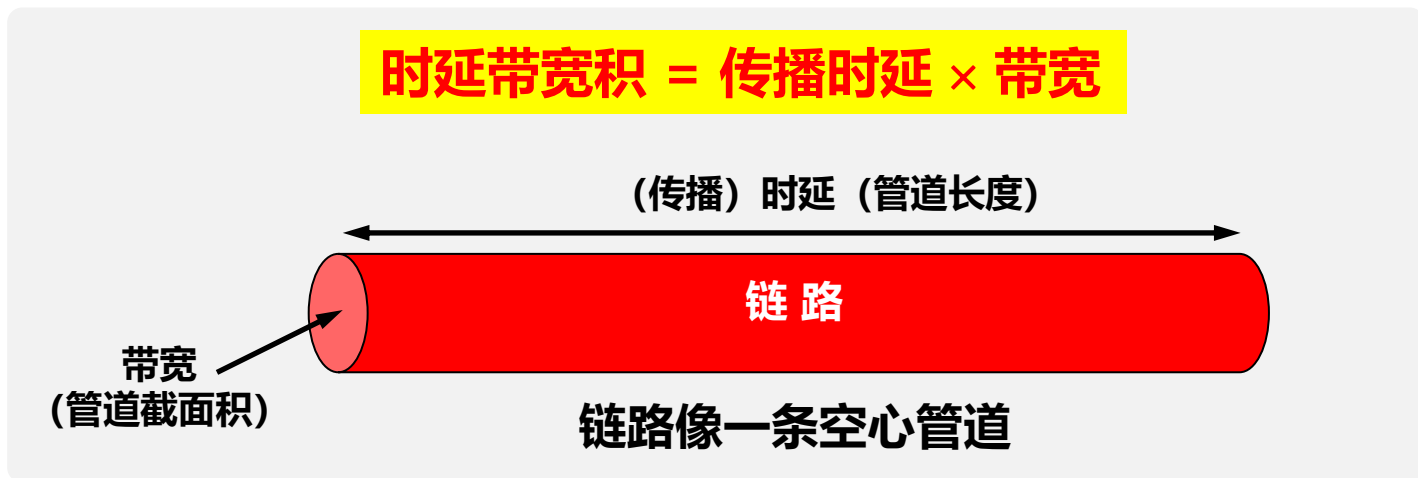 时延带宽积 = 传播时延 × 带宽
（传播）时延（管道长度）
链 路
带宽
（管道截面积）
链路像一条空心管道